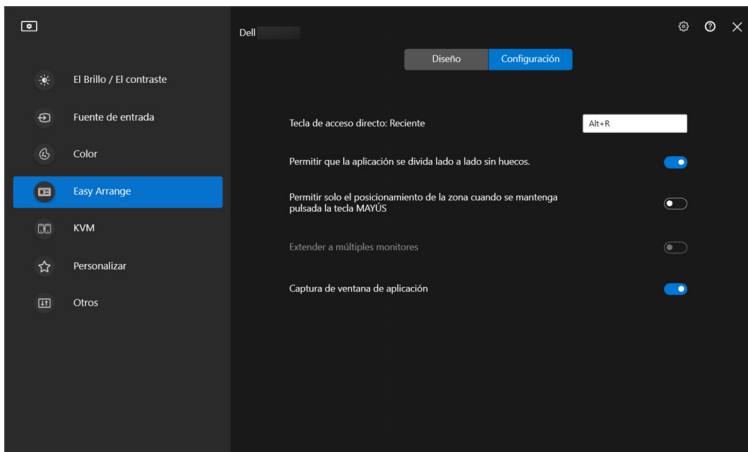 Dell
Diseño
Configuración
El Brillo / El contraste
Fuente de entrada
Color
Easy Arrange
KVM
Personalizar
Otros
Tecla de acceso directo: Reciente
Alt+R
Permitir que la aplicación se divida lado a lado sin huecos.
Permitir solo el posicionamiento de la zona cuando se mantenga
pulsada la tecla MAYÚS
Extender a múltiples monitores
Captura de ventana de aplicación